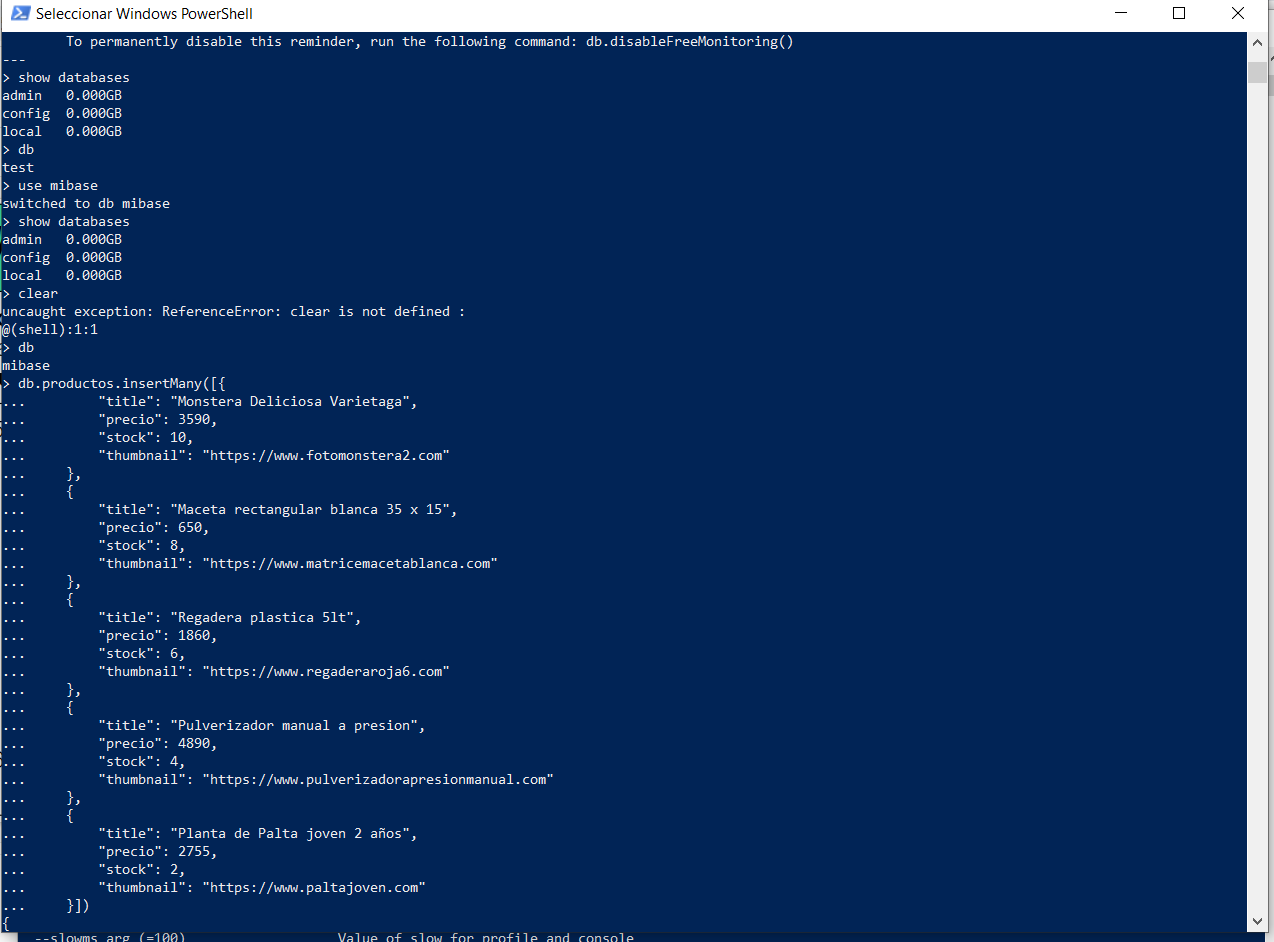 Seleccionar Windows PowerShell
        To permanently disable this reminder, run the following command: db.disableFreeMonitoring()
---
> show databases
admin   0.000GB
config  0.000GB
local   0.000GB
> db
test
> use mibase
switched to db mibase
> show databases
admin   0.000GB
config  0.000GB
local   0.000GB
> clear
uncaught exception: ReferenceError: clear is not defined :
@(shell):1:1
> db
mibase
> db.productos.insertMany([{
...         "title": "Monstera Deliciosa Varietaga",
...         "precio": 3590,
...         "stock": 10,
...         "thumbnail": "https://www.fotomonstera2.com"
...     },
...     {
...         "title": "Maceta rectangular blanca 35 x 15",
...         "precio": 650,
...         "stock": 8,
...         "thumbnail": "https://www.matricemacetablanca.com"
...     },
...     {
...         "title": "Regadera plastica 5lt",
...         "precio": 1860,
...         "stock": 6,
...         "thumbnail": "https://www.regaderaroja6.com"
...     },
...     {
...         "title": "Pulverizador manual a presion",
...         "precio": 4890,
...         "stock": 4,
...         "thumbnail": "https://www.pulverizadorapresionmanual.com"
...     },
...     {
...         "title": "Planta de Palta joven 2 años",
...         "precio": 2755,
...         "stock": 2,
...         "thumbnail": "https://www.paltajoven.com"
...     }])
{
--slowms arg (=100)                   Value of slow for profile and console